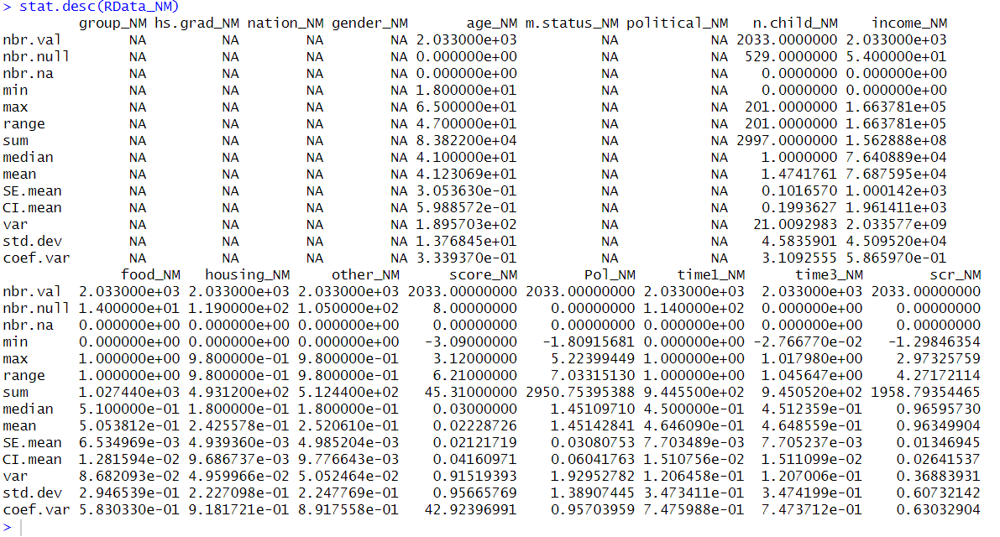 > stat.desc(RData_NM)
         group_NM hs.grad_NM nation_NM gender_NM       age_NM m.status_NM political_NM   n.child_NM    income_NM
nbr.val        NA         NA        NA        NA 2.033000e+03          NA           NA 2033.0000000 2.033000e+03
nbr.null       NA         NA        NA        NA 0.000000e+00          NA           NA  529.0000000 5.400000e+01
nbr.na         NA         NA        NA        NA 0.000000e+00          NA           NA    0.0000000 0.000000e+00
min            NA         NA        NA        NA 1.800000e+01          NA           NA    0.0000000 0.000000e+00
max            NA         NA        NA        NA 6.500000e+01          NA           NA  201.0000000 1.663781e+05
range          NA         NA        NA        NA 4.700000e+01          NA           NA  201.0000000 1.663781e+05
sum            NA         NA        NA        NA 8.382200e+04          NA           NA 2997.0000000 1.562888e+08
median         NA         NA        NA        NA 4.100000e+01          NA           NA    1.0000000 7.640889e+04
mean           NA         NA        NA        NA 4.123069e+01          NA           NA    1.4741761 7.687595e+04
SE.mean        NA         NA        NA        NA 3.053630e-01          NA           NA    0.1016570 1.000142e+03
CI.mean        NA         NA        NA        NA 5.988572e-01          NA           NA    0.1993627 1.961411e+03
var            NA         NA        NA        NA 1.895703e+02          NA           NA   21.0092983 2.033577e+09
std.dev        NA         NA        NA        NA 1.376845e+01          NA           NA    4.5835901 4.509520e+04
coef.var       NA         NA        NA        NA 3.339370e-01          NA           NA    3.1092555 5.865970e-01
              food_NM   housing_NM     other_NM      score_NM        Pol_NM     time1_NM      time3_NM        scr_NM
nbr.val  2.033000e+03 2.033000e+03 2.033000e+03 2033.00000000 2033.00000000 2.033000e+03  2.033000e+03 2033.00000000
nbr.null 1.400000e+01 1.190000e+02 1.050000e+02    8.00000000    0.00000000 1.140000e+02  0.000000e+00    0.00000000
nbr.na   0.000000e+00 0.000000e+00 0.000000e+00    0.00000000    0.00000000 0.000000e+00  0.000000e+00    0.00000000
min      0.000000e+00 0.000000e+00 0.000000e+00   -3.09000000   -1.80915681 0.000000e+00 -2.766770e-02   -1.29846354
max      1.000000e+00 9.800000e-01 9.800000e-01    3.12000000    5.22399449 1.000000e+00  1.017980e+00    2.97325759
range    1.000000e+00 9.800000e-01 9.800000e-01    6.21000000    7.03315130 1.000000e+00  1.045647e+00    4.27172114
sum      1.027440e+03 4.931200e+02 5.124400e+02   45.31000000 2950.75395388 9.445500e+02  9.450520e+02 1958.79354465
median   5.100000e-01 1.800000e-01 1.800000e-01    0.03000000    1.45109710 4.500000e-01  4.512359e-01    0.96595730
mean     5.053812e-01 2.425578e-01 2.520610e-01    0.02228726    1.45142841 4.646090e-01  4.648559e-01    0.96349904
SE.mean  6.534969e-03 4.939360e-03 4.985204e-03    0.02121719    0.03080753 7.703489e-03  7.705237e-03    0.01346945
CI.mean  1.281594e-02 9.686737e-03 9.776643e-03    0.04160971    0.06041763 1.510756e-02  1.511099e-02    0.02641537
var      8.682093e-02 4.959966e-02 5.052464e-02    0.91519393    1.92952782 1.206458e-01  1.207006e-01    0.36883931
std.dev  2.946539e-01 2.227098e-01 2.247769e-01    0.95665769    1.38907445 3.473411e-01  3.474199e-01    0.60732142
coef.var 5.830330e-01 9.181721e-01 8.917558e-01   42.92396991    0.95703959 7.475988e-01  7.473712e-01    0.63032904
>